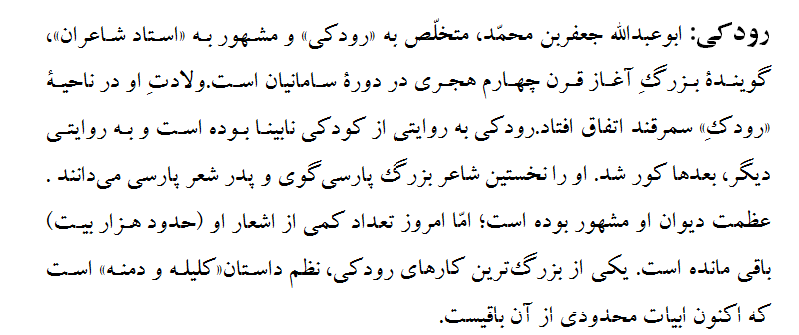 رودکی: ابوعبدالله جعفربن محمّد، متخلّص به «رودکی» و مشهور به «استاد شاعران»،
گویندهٔ بزرگِ آغاز قرن چهارم هجری در دورهٔ سامانیان است.ولادتِ او در ناحیهٔ
«رودكِ» سمرقند اتفاق افتاد.رودکی به روایتی از کودکی نابینا بوده است و به روایتی
دیگر، بعدها کور شد. او را نخستین شاعر بزرگ پارسی‌گوی و پدر شعر پارسی می‌دانند .
عظمت دیوان او مشهور بوده است؛ امّا امروز تعداد کمی از اشعار او (حدود هزار بیت)
باقی مانده است. یکی از بزرگ‌ترین کارهای رودکی، نظم داستان«کلیله و دمنه» است
که اکنون ابیات محدودی از آن باقیست.